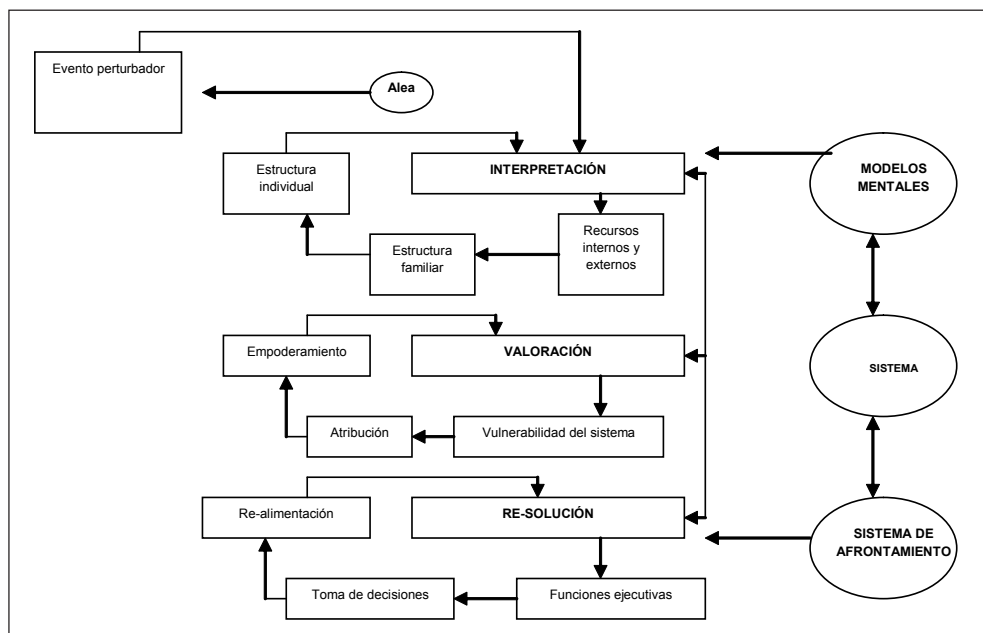 Evento perturbador
Alea
Estructura
individual
INTERPRETACIÓN
MODELOS
MENTALES
Estructura
familiar
Recursos
internos y
externos
Empoderamiento
VALORACIÓN
SISTEMA
Atribución
Vulnerabilidad del sistema
Re-alimentación
RE-SOLUCIÓN
SISTEMA DE
AFRONTAMIENTO
Toma de decisiones
Funciones ejecutivas